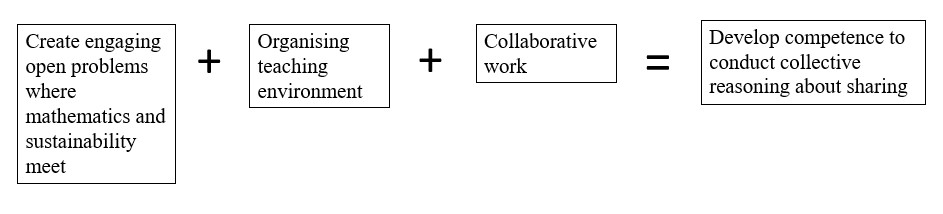 Create engaging
open problems
where
mathematics and
sustainability
meet
+
Organising
teaching
environment
+
Collaborative
work
=
Develop competence to
conduct collective
reasoning about sharing